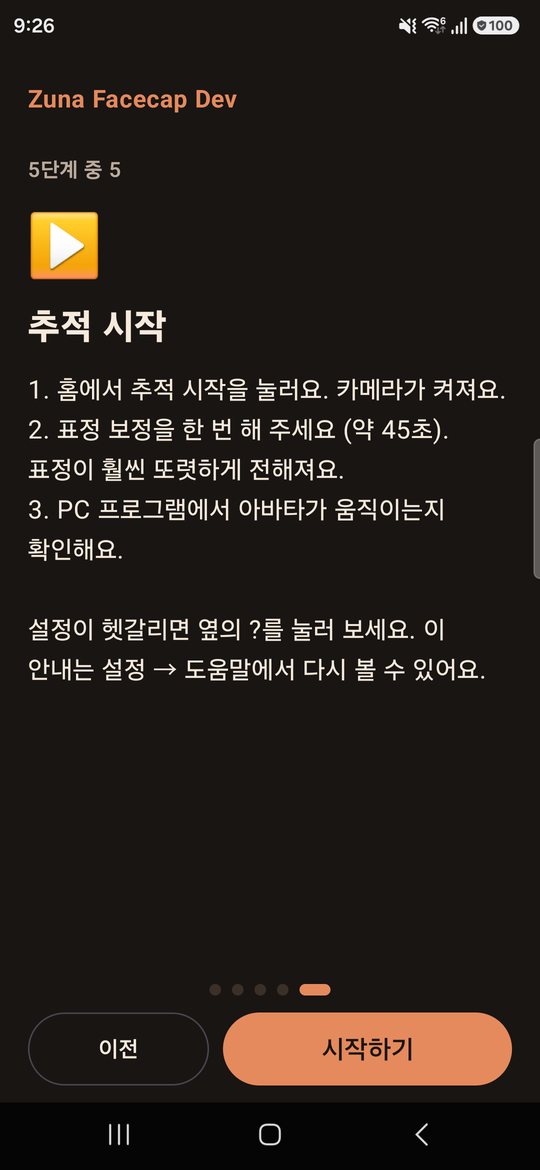 9:26
6
100
Zuna Facecap Dev
5단계 중 5
추적 시작
1. 홈에서 추적 시작을 눌러요. 카메라가 켜져요.
2. 표정 보정을 한 번 해 주세요 (약 45초).
표정이 훨씬 또렷하게 전해져요.
3. PC 프로그램에서 아바타가 움직이는지
확인해요.
설정이 헷갈리면 옆의 ?를 눌러 보세요. 이
안내는 설정 → 도움말에서 다시 볼 수 있어요.
이전
시작하기